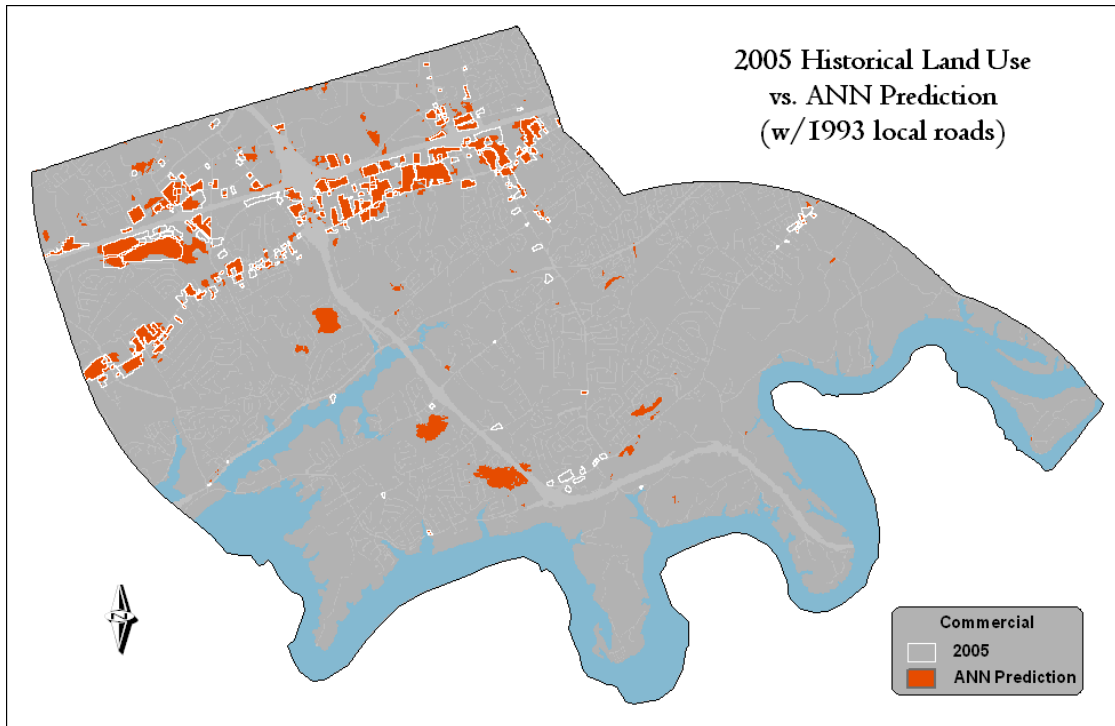 2005 Historical Land Use
vs. ANN Prediction
(w/1993 local roads)
N
Commercial
2005
ANN Prediction